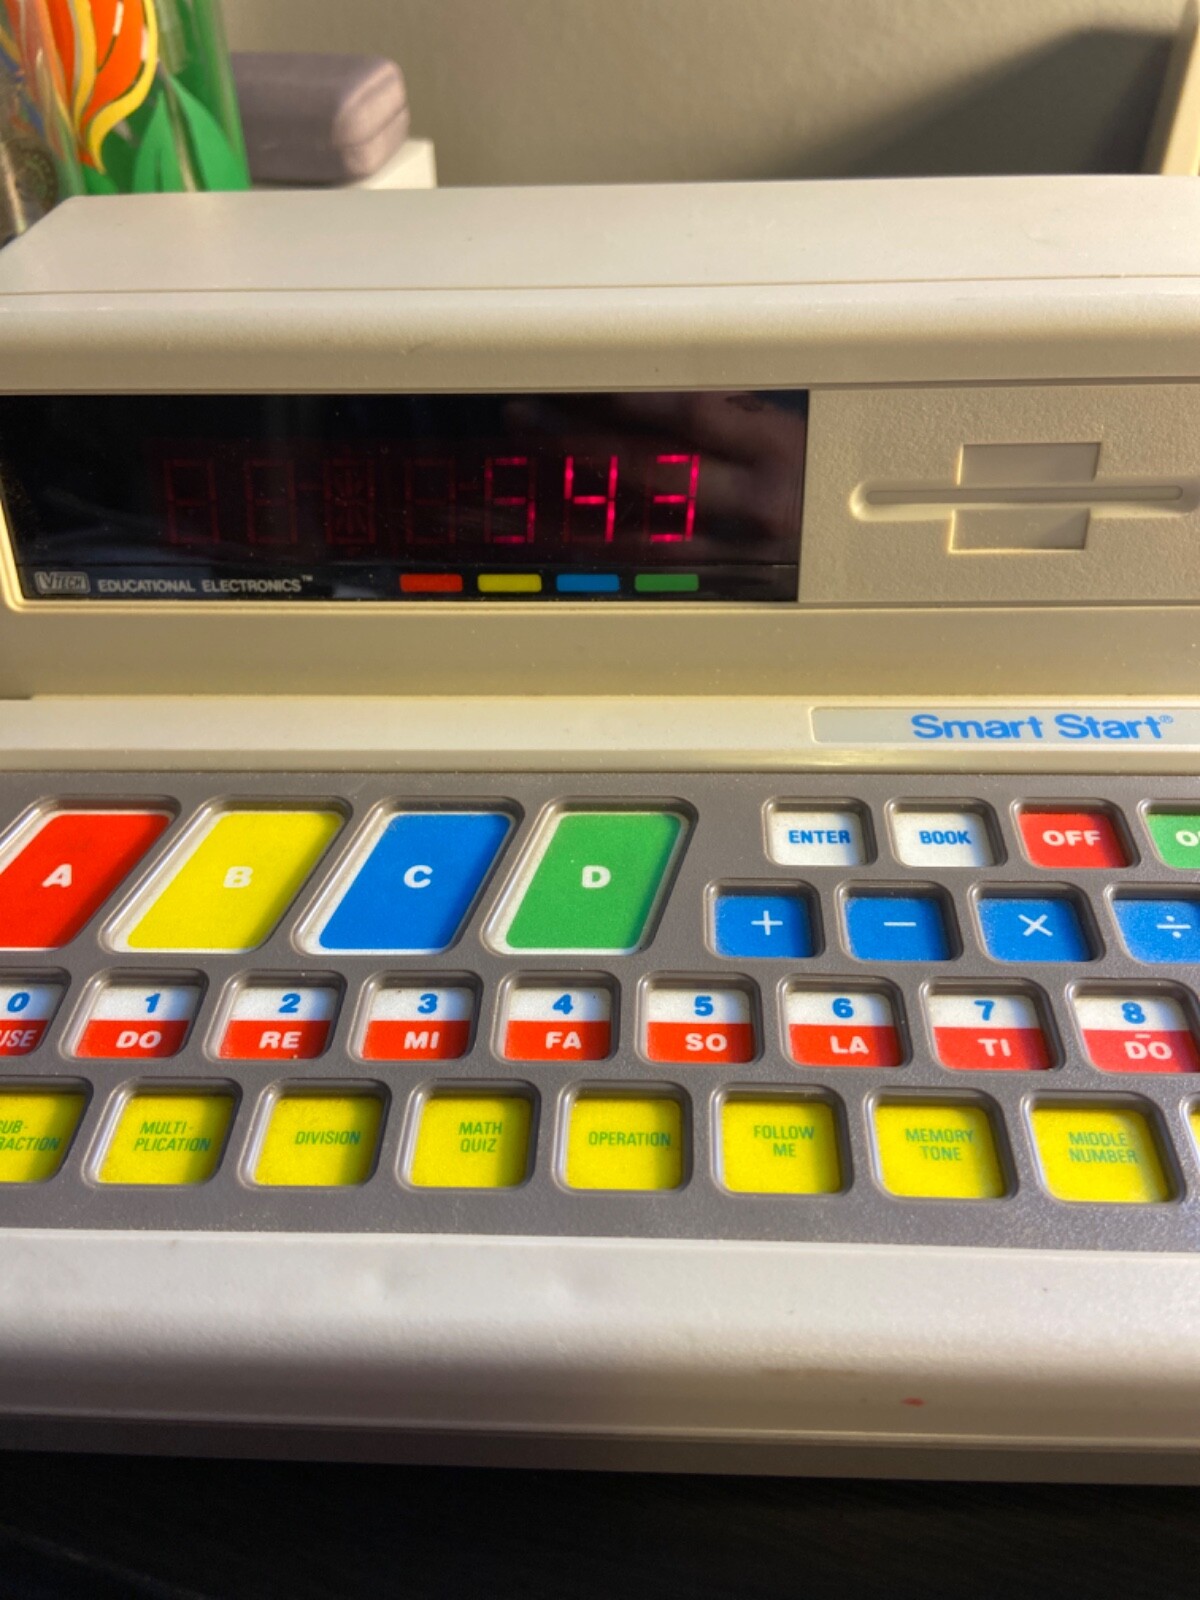 543
VTECH EDUCATIONAL ELECTRONICS™
Smart Start®
A B C D ENTER BOOK OFF
+ − × ÷
0 1 2 3 4 5 6 7 8
DO RE MI FA SO LA TI DO
MULTI-
PLICATION
DIVISION
MATH
QUIZ
OPERATION
FOLLOW
ME
MEMORY
TONE
MIDDLE
NUMBER